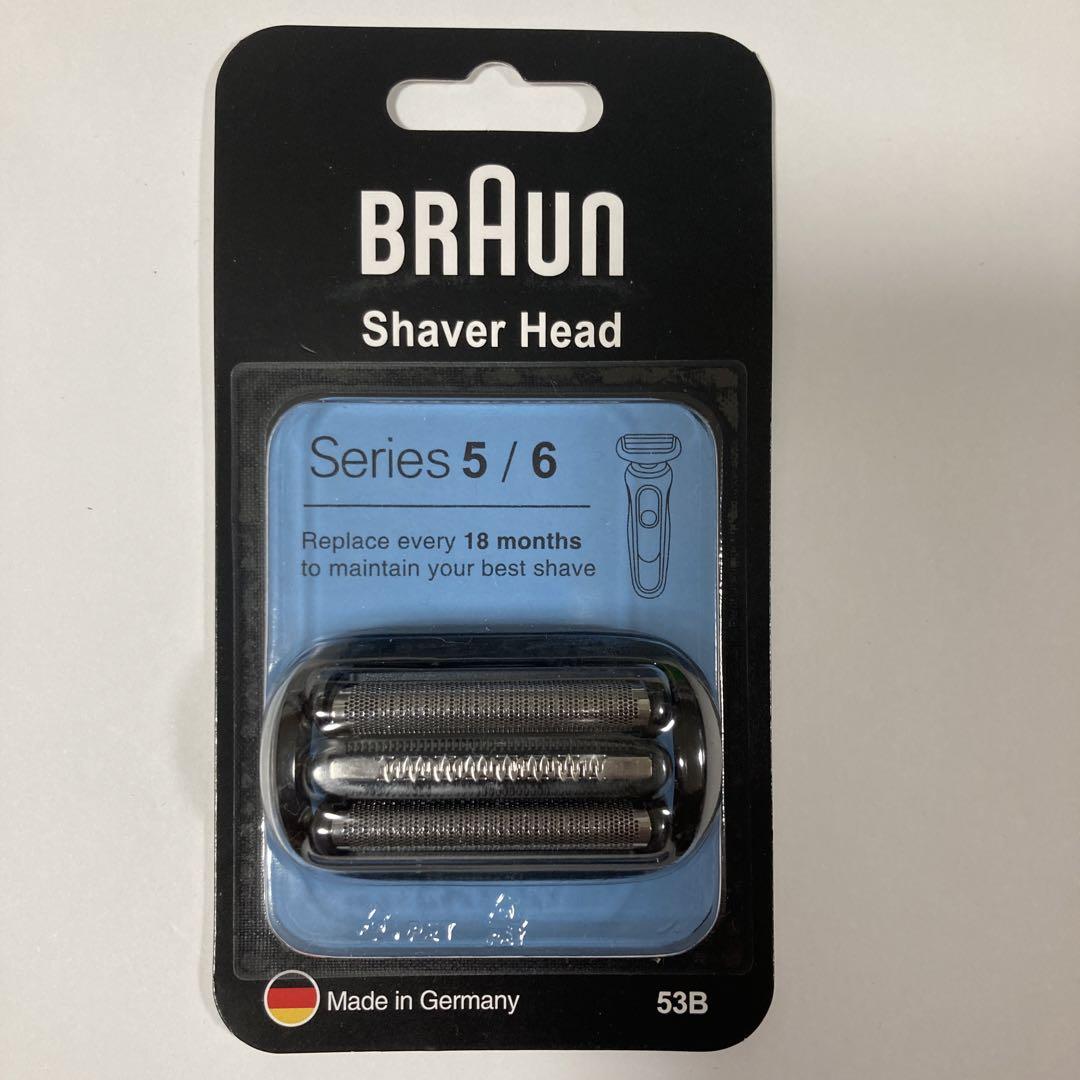 BRAUN
Shaver Head
Series 5 / 6
Replace every 18 months
to maintain your best shave
Made in Germany
53B